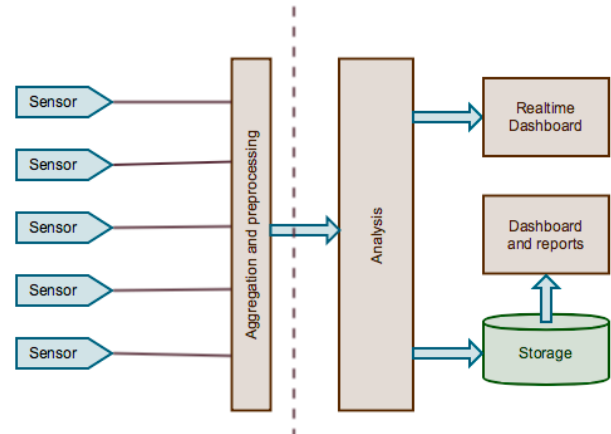 Sensor
Sensor
Sensor
Sensor
Sensor
Aggregation and preprocessing
Analysis
Realtime
Dashboard
Dashboard
and reports
Storage